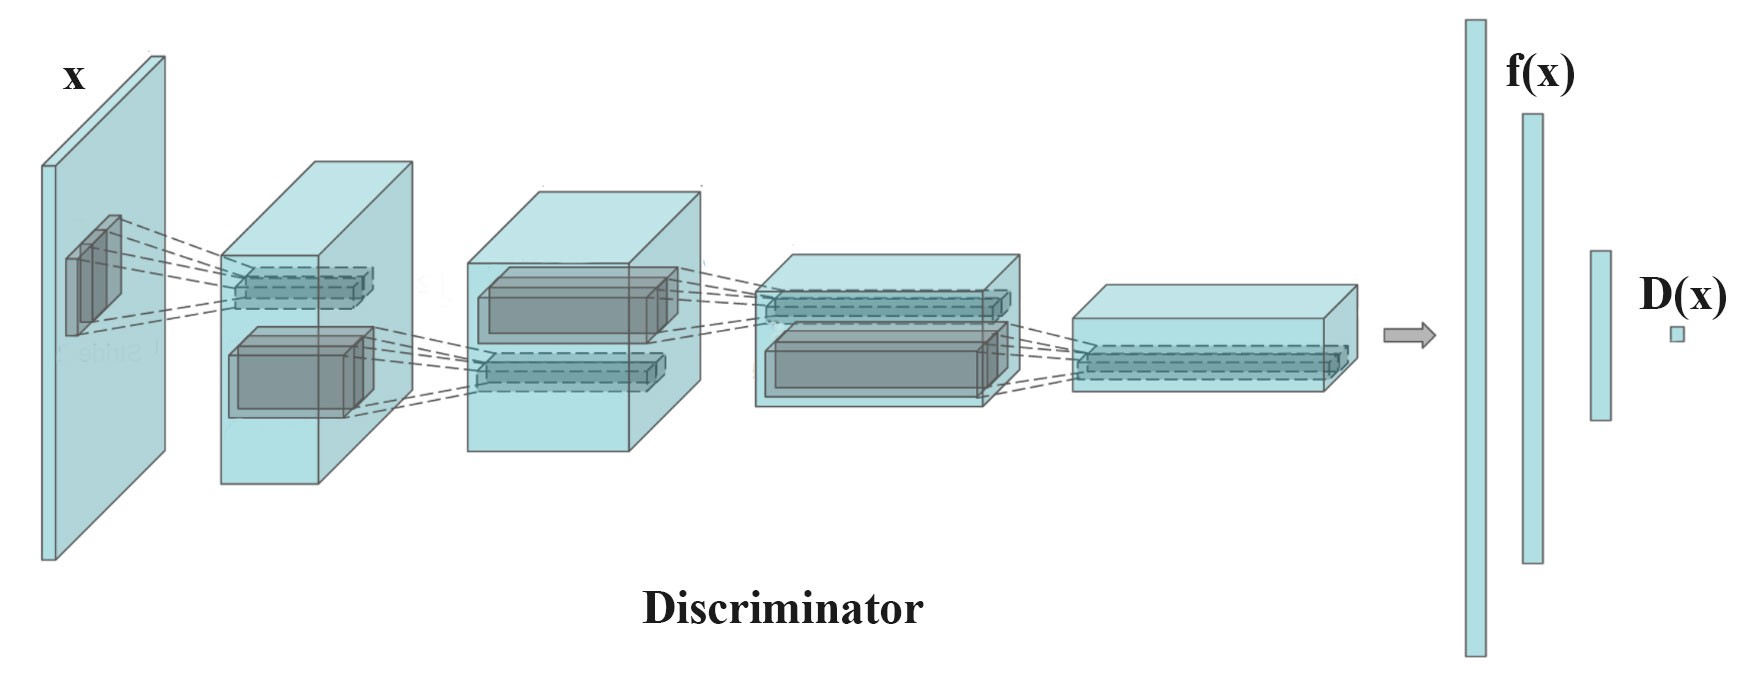 x
f(x)
D(x)
Discriminator